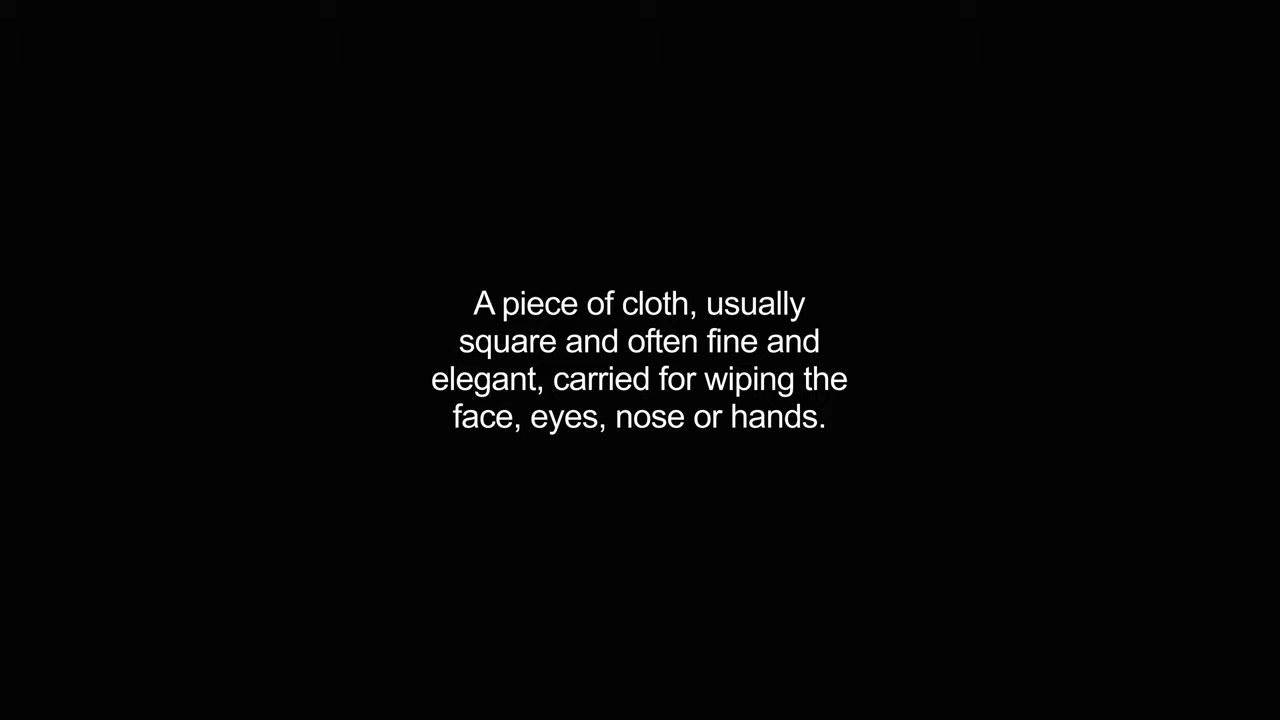 A piece of cloth, usually
square and often fine and
elegant, carried for wiping the
face, eyes, nose or hands.